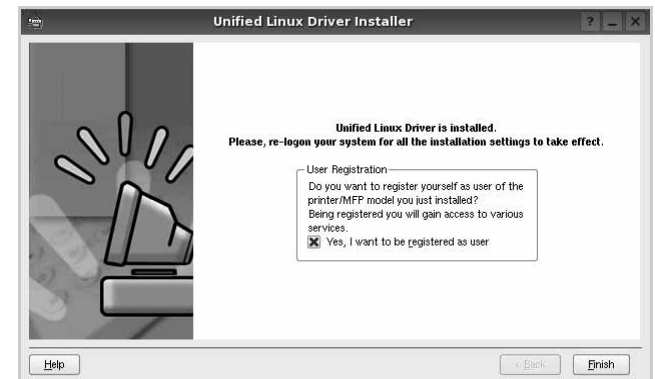 Unified Linux Driver Installer
Unified Linux Driver is installed.
Please, re-logon your system for all the installation settings to take effect.
User Registration
Do you want to register yourself as user of the
printer/MFP model you just installed?
Being registered you will gain access to various
services.
Yes, I want to be registered as user
Help
< Back
Finish